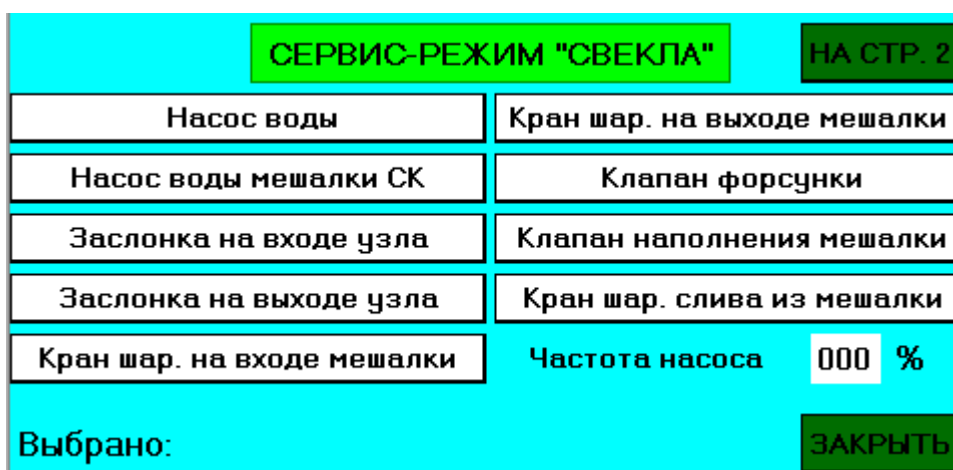 СЕРВИС-РЕЖИМ "СВЕКЛА"
НА СТР. 2
Насос воды
Кран шар. на выходе мешалки
Насос воды мешалки СК
Клапан форсунки
Заслонка на входе узла
Клапан наполнения мешалки
Заслонка на выходе узла
Кран шар. слива из мешалки
Кран шар. на входе мешалки
Частота насоса 000 %
Выбрано:
ЗАКРЫТЬ